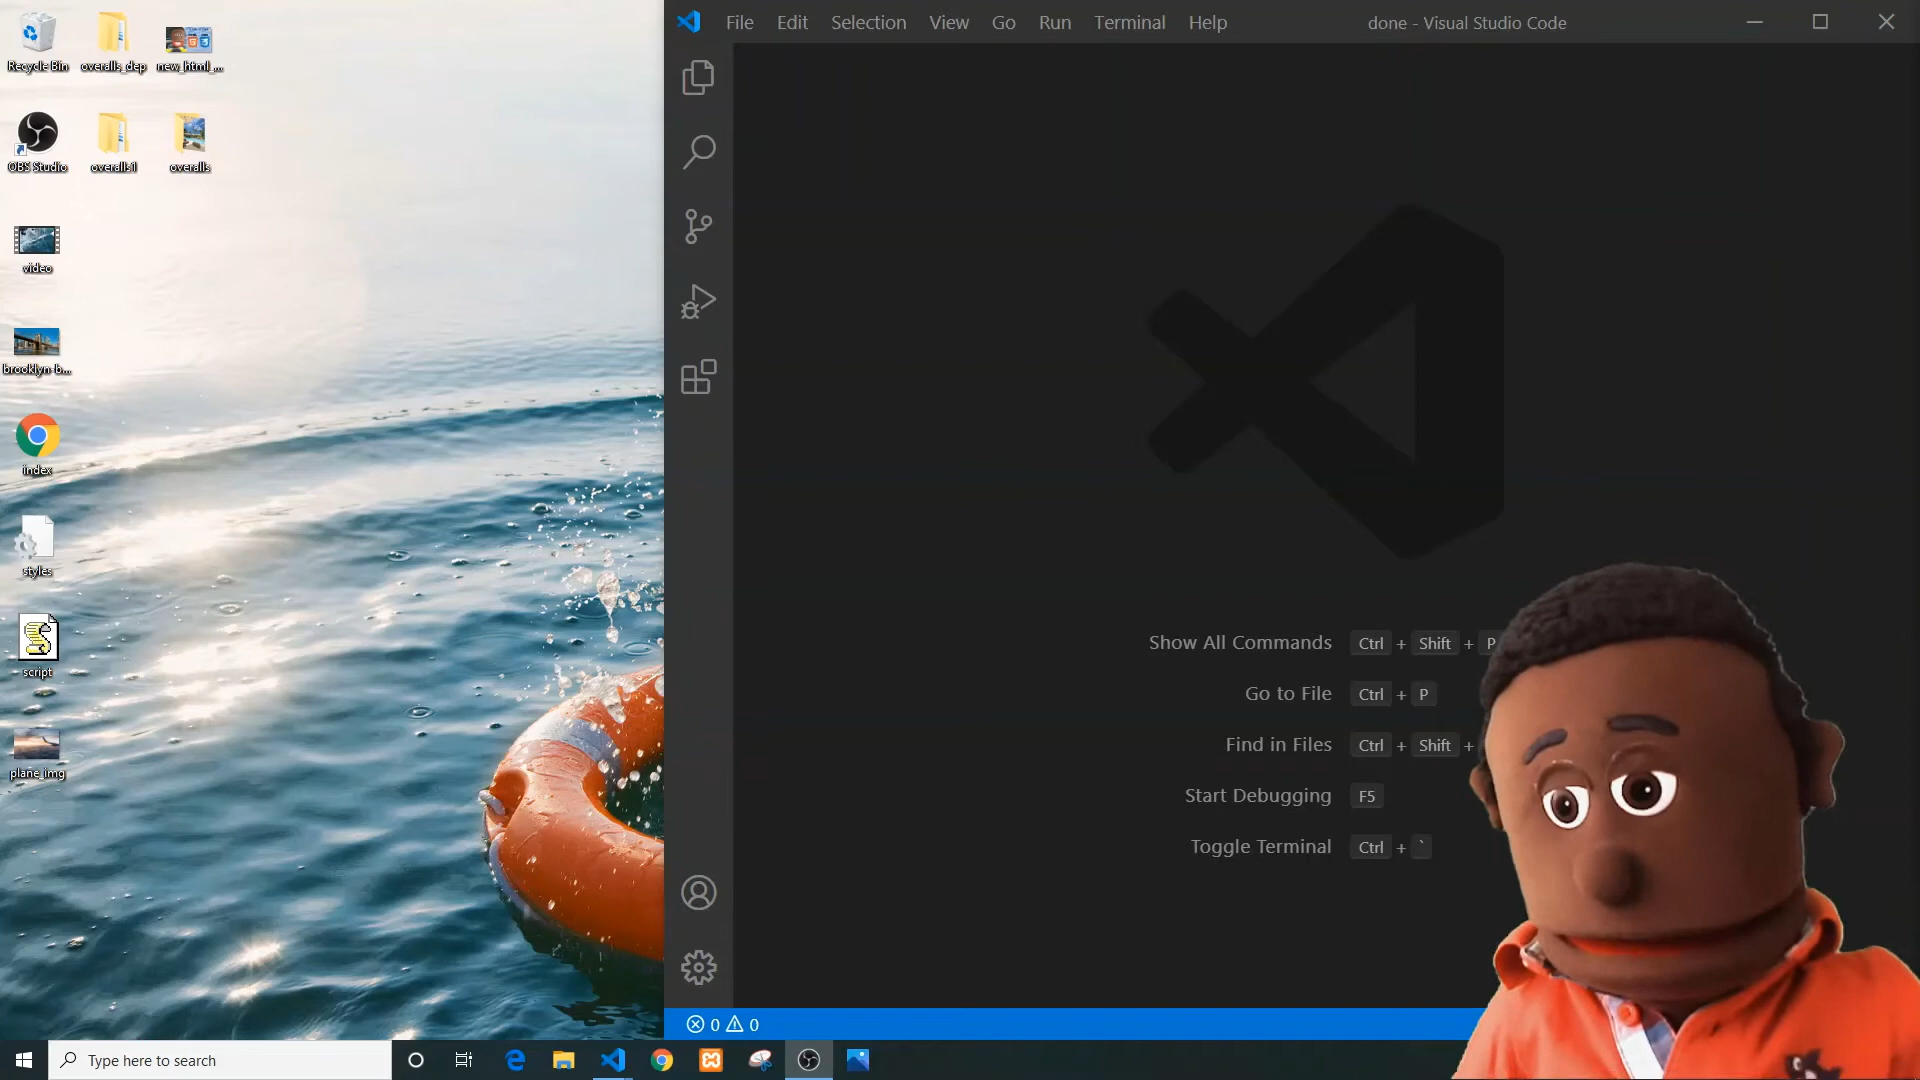 Recycle Bin
overalls_dep
new_html_...
OBS Studio
overalls1
overalls
video
brooklyn-b...
index
styles
script
plane_img
File Edit Selection View Go Run Terminal Help
done - Visual Studio Code
Show All Commands Ctrl + Shift + P
Go to File Ctrl + P
Find in Files Ctrl + Shift +
Start Debugging F5
Toggle Terminal Ctrl + `
0 0
Type here to search